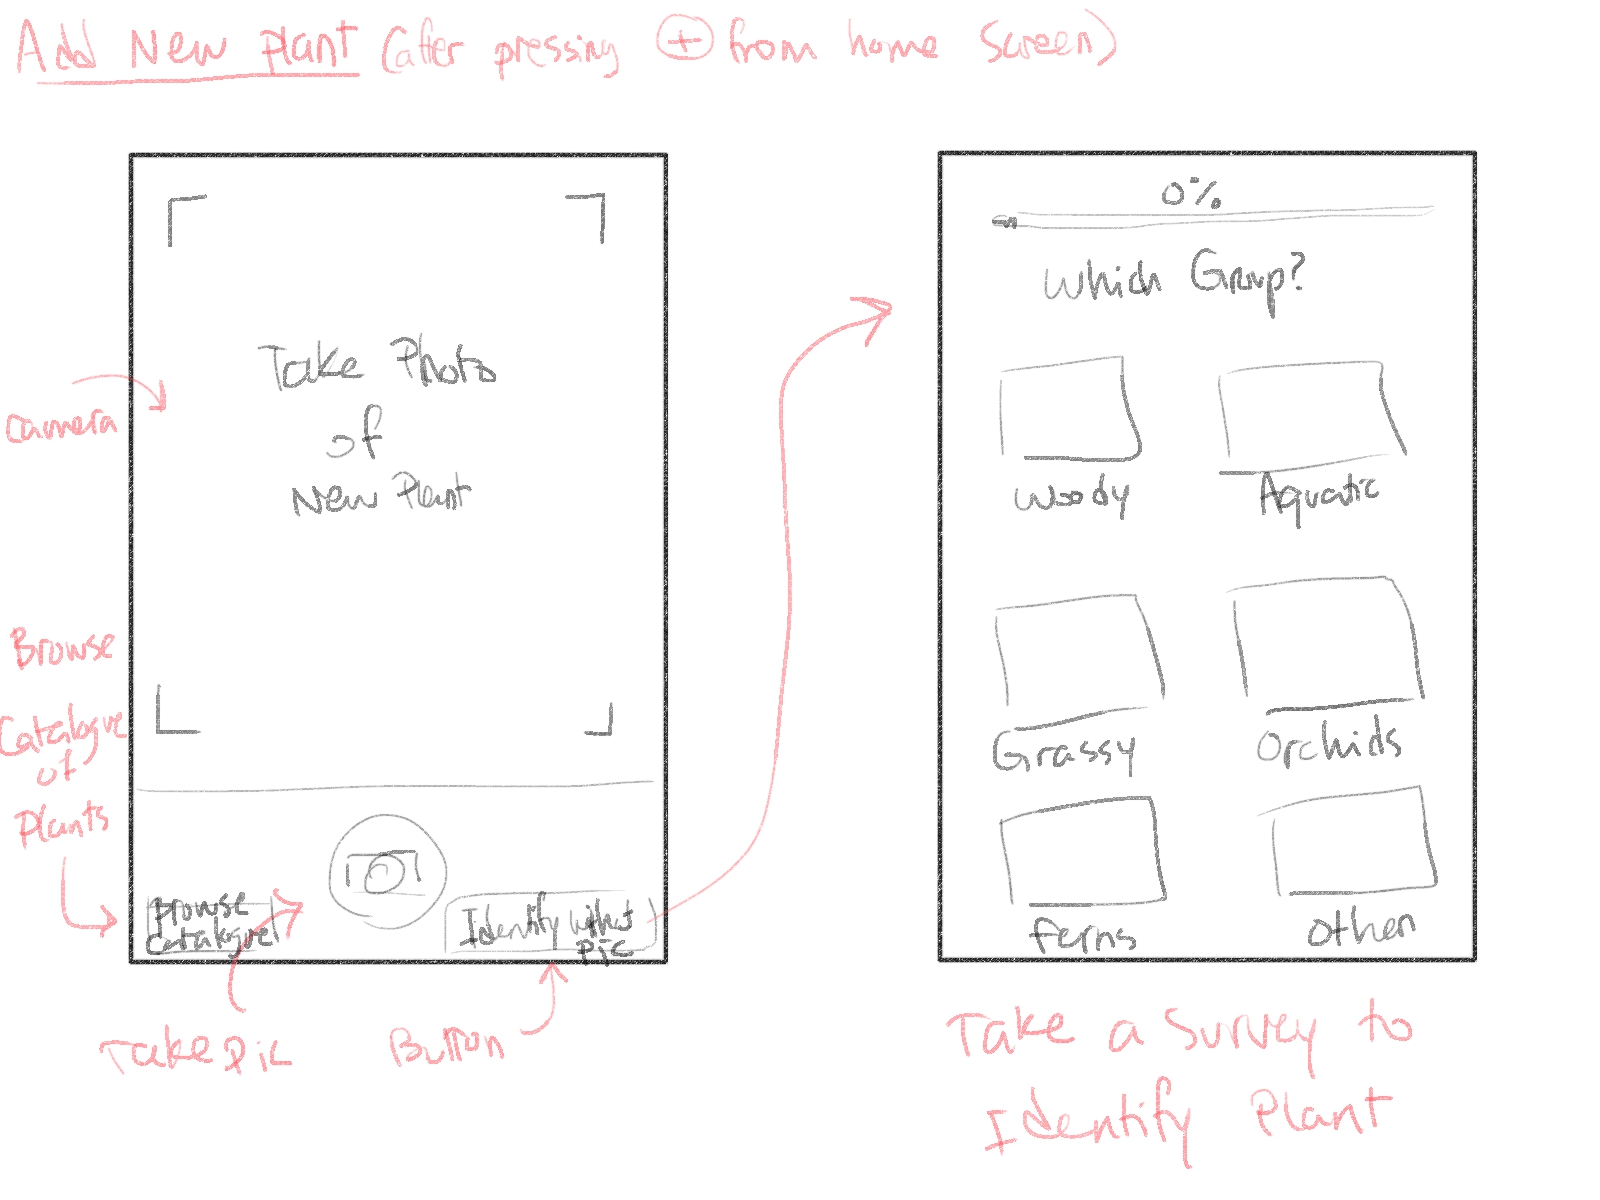 Add New plant (after pressing + from home screen)
Take Photo
of
New Plant
camera
Browse
Catalogue
of
Plants
Browse
Catalogue
Identify without
Pic
Take pic
Button
0%
Which Group?
Woody
Aquatic
Grassy
Orchids
Ferns
Other
Take a survey to
Identify Plant